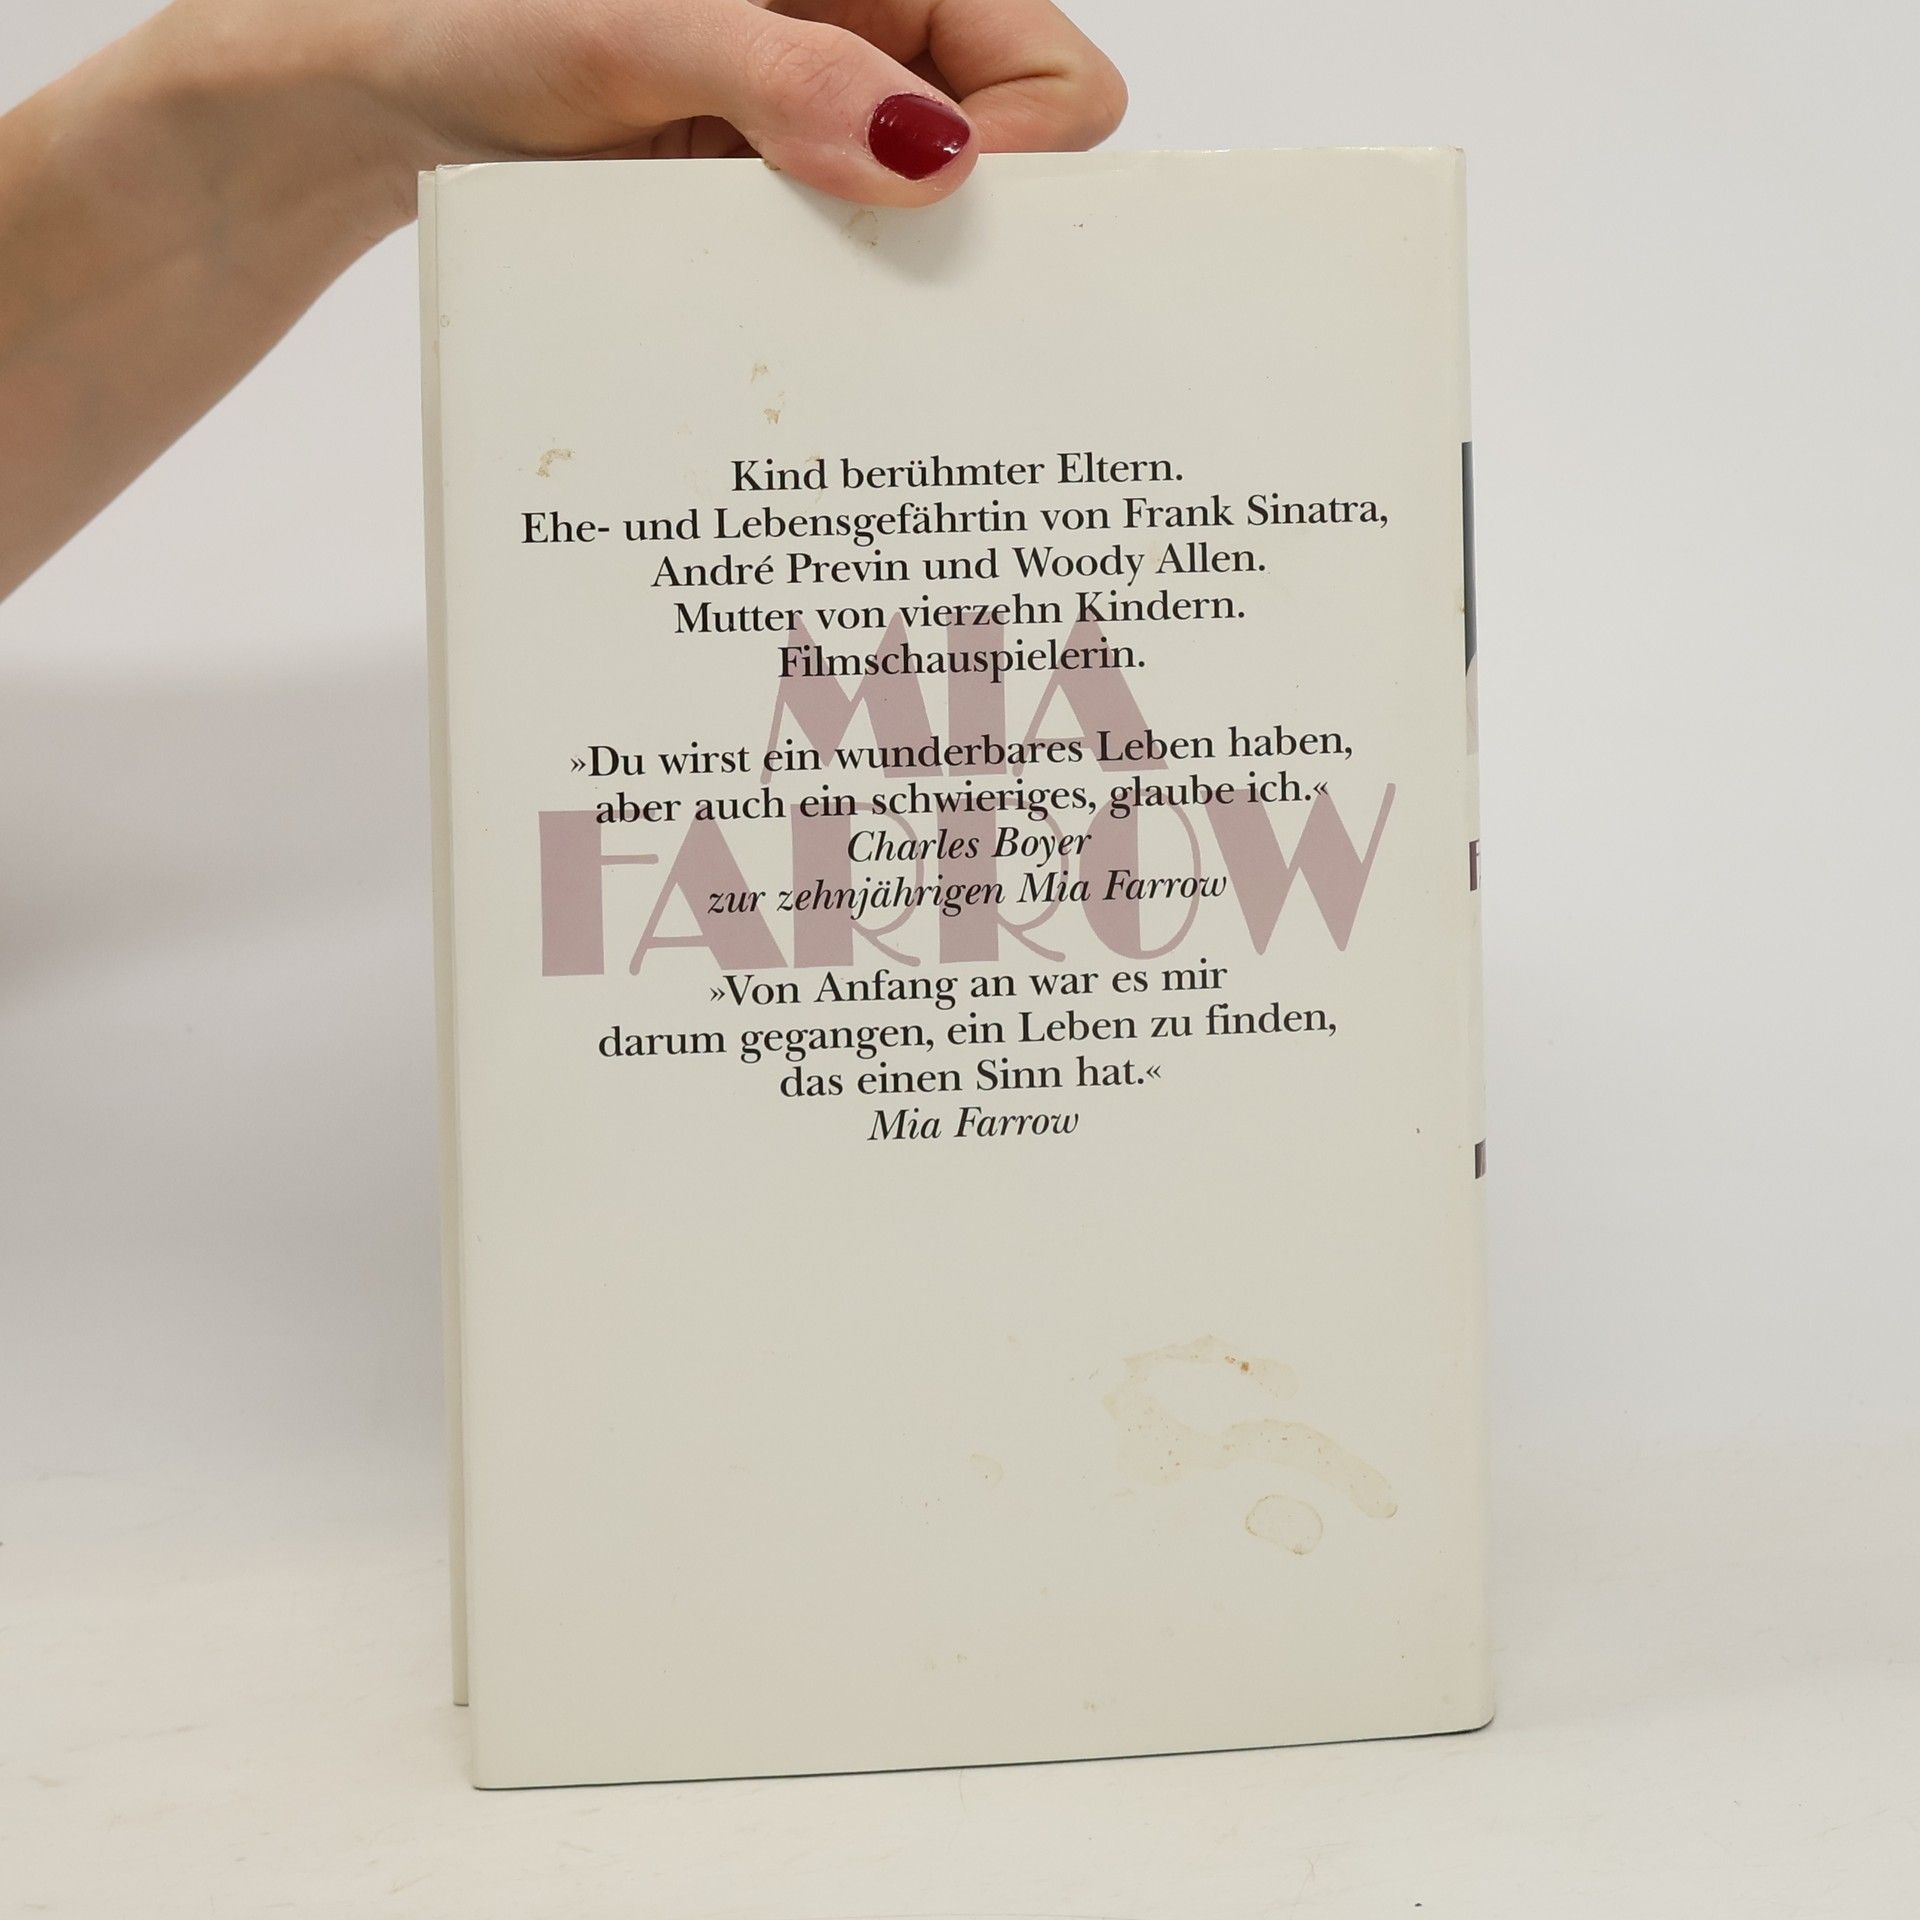 Kind berühmter Eltern.
Ehe- und Lebensgefährtin von Frank Sinatra,
André Previn und Woody Allen.
Mutter von vierzehn Kindern.
Filmschauspielerin.
MIA
FARROW
»Du wirst ein wunderbares Leben haben,
aber auch ein schwieriges, glaube ich.«
Charles Boyer
zur zehnjährigen Mia Farrow
»Von Anfang an war es mir
darum gegangen, ein Leben zu finden,
das einen Sinn hat.«
Mia Farrow